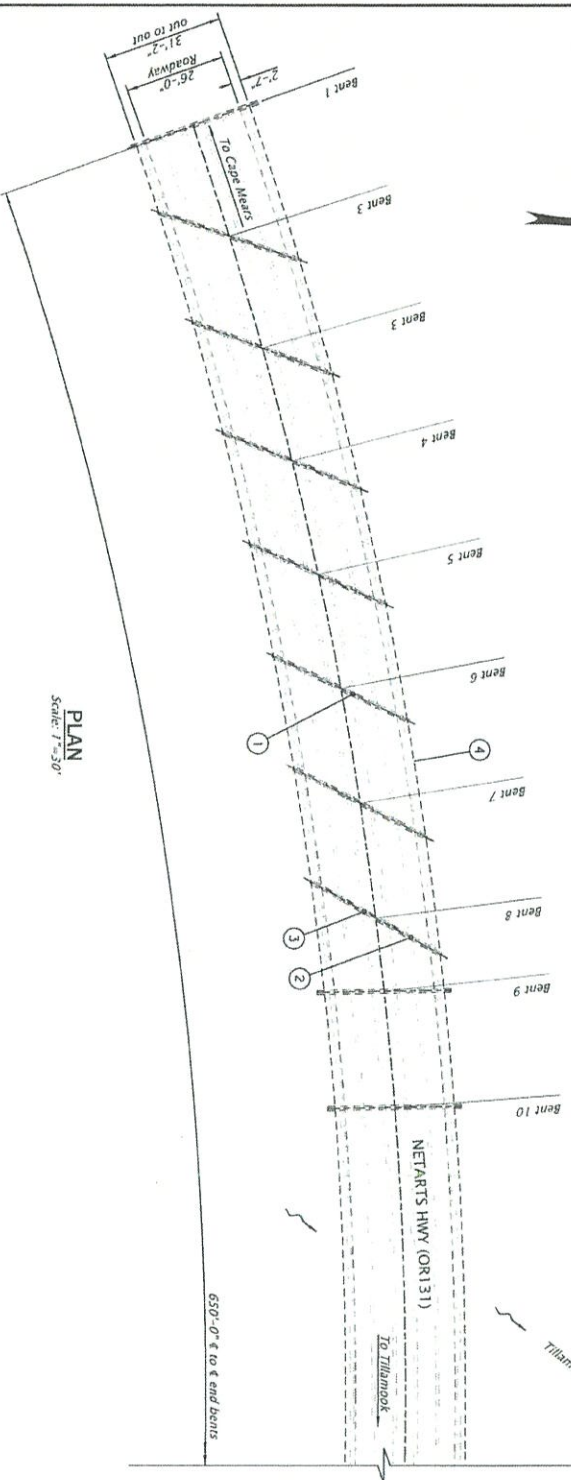 31'-2"
out to out
26'-0"
Roadway
2'-7"
Bent 1
To Cape Mears
Bent 3
Bent 3
Bent 4
Bent 5
Bent 6
1
4
Bent 7
Bent 8
3
2
Bent 9
Bent 10
NETARTS HWY (OR131)
To Tillamook
650'-0" ℄ to ℄ end bents
PLAN
Scale: 1"=30'